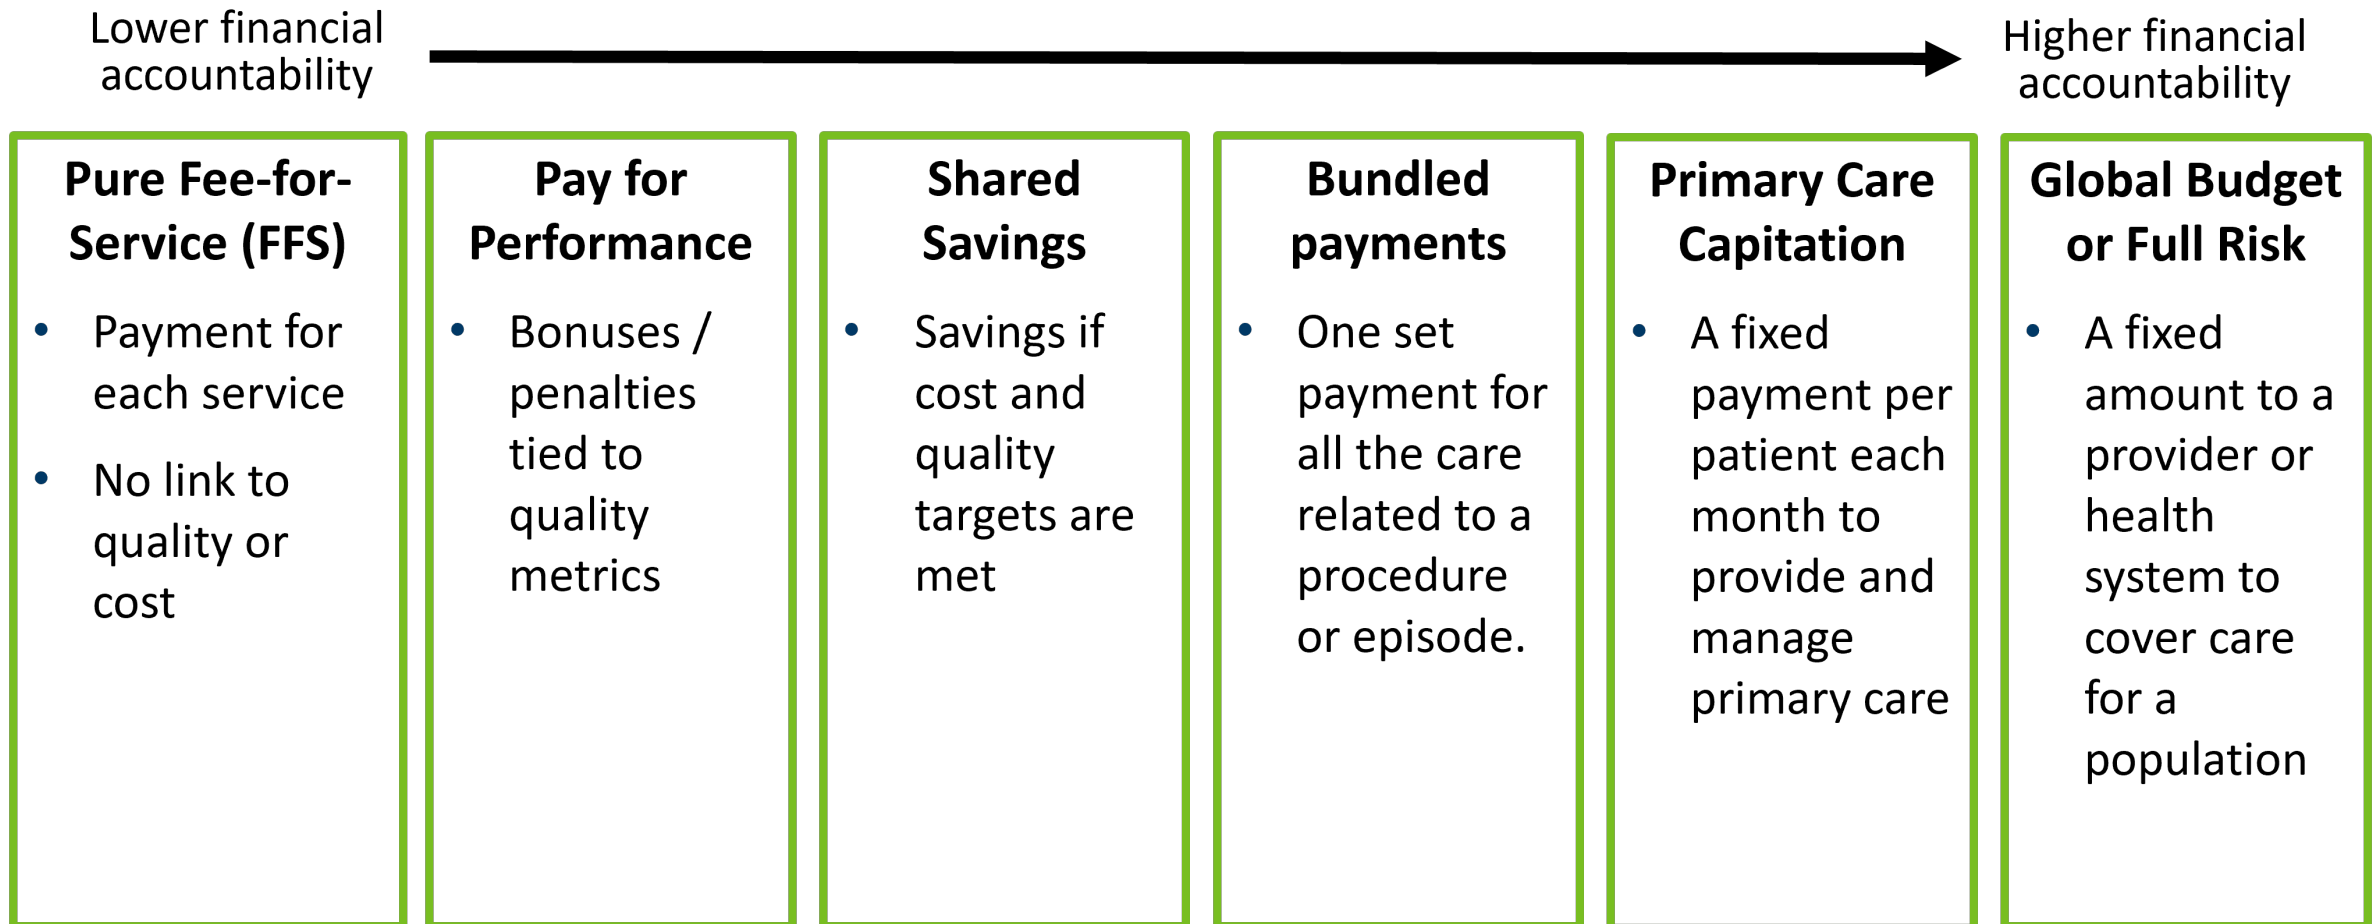 Lower financial
accountability
Higher financial
accountability
Pure Fee-for-
Service (FFS)
• Payment for
each service
• No link to
quality or
cost
Pay for
Performance
• Bonuses /
penalties
tied to
quality
metrics
Shared
Savings
• Savings if
cost and
quality
targets are
met
Bundled
payments
• One set
payment for
all the care
related to a
procedure
or episode.
Primary Care
Capitation
• A fixed
payment per
patient each
month to
provide and
manage
primary care
Global Budget
or Full Risk
• A fixed
amount to a
provider or
health
system to
cover care
for a
population